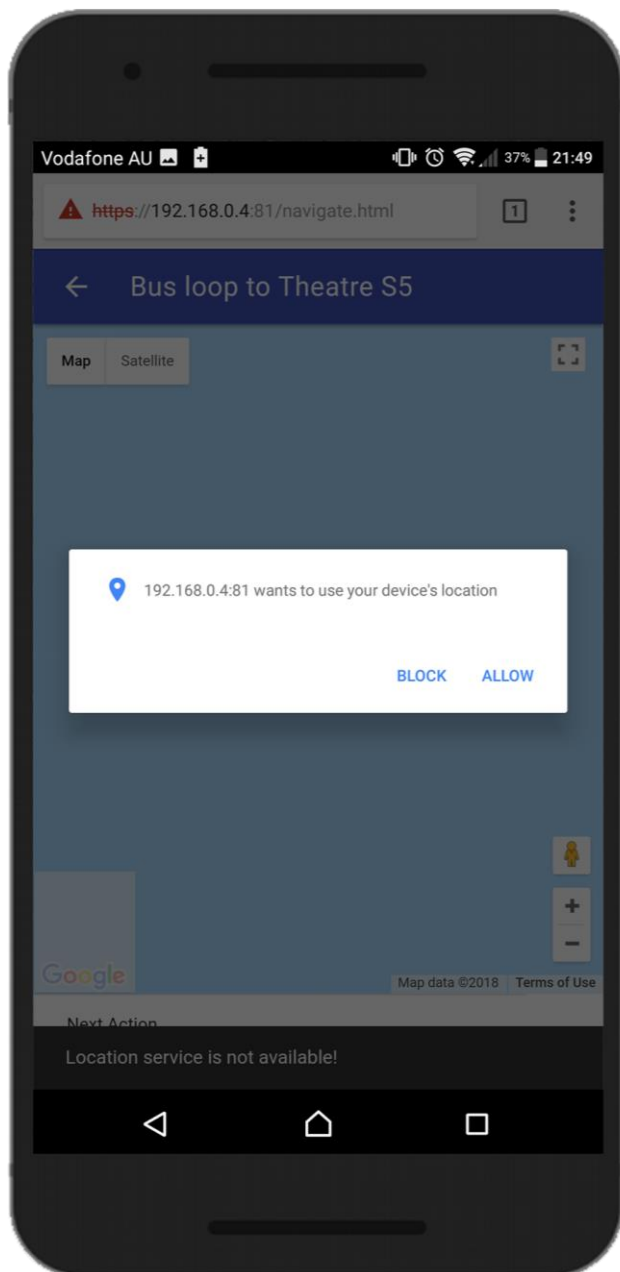 Vodafone AU 37% 21:49
https://192.168.0.4:81/navigate.html 1
Bus loop to Theatre S5
Map Satellite
192.168.0.4:81 wants to use your device's location
BLOCK ALLOW
+
−
Google Map data ©2018 Terms of Use
Next Action
Location service is not available!